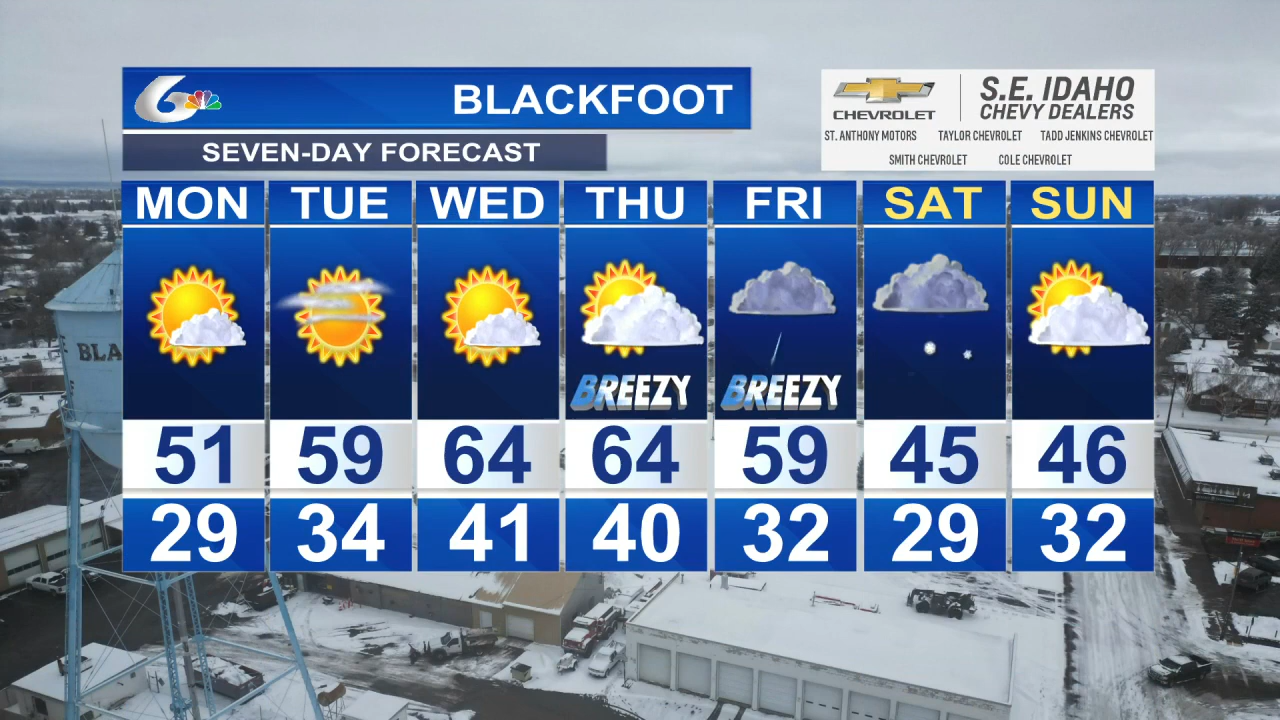 6
BLACKFOOT
SEVEN-DAY FORECAST
CHEVROLET
S.E. IDAHO
CHEVY DEALERS
ST. ANTHONY MOTORS TAYLOR CHEVROLET TADD JENKINS CHEVROLET
SMITH CHEVROLET COLE CHEVROLET
MON TUE WED THU FRI SAT SUN
BREEZY BREEZY
51 59 64 64 59 45 46
29 34 41 40 32 29 32
BLA